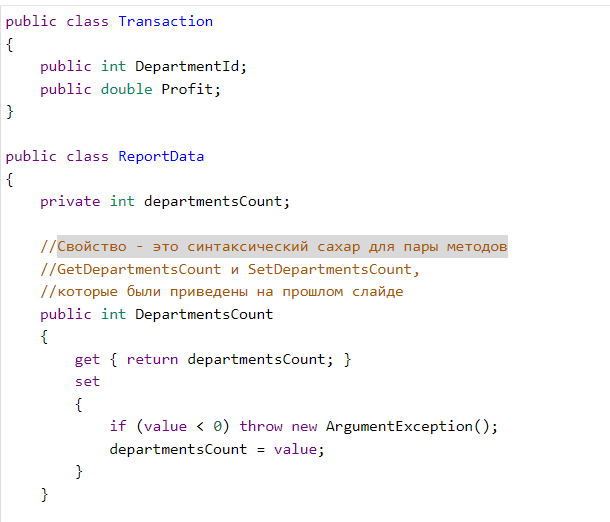 public class Transaction
{
    public int DepartmentId;
    public double Profit;
}

public class ReportData
{
    private int departmentsCount;

    //Свойство - это синтаксический сахар для пары методов
    //GetDepartmentsCount и SetDepartmentsCount,
    //которые были приведены на прошлом слайде
    public int DepartmentsCount
    {
        get { return departmentsCount; }
        set
        {
            if (value < 0) throw new ArgumentException();
            departmentsCount = value;
        }
    }